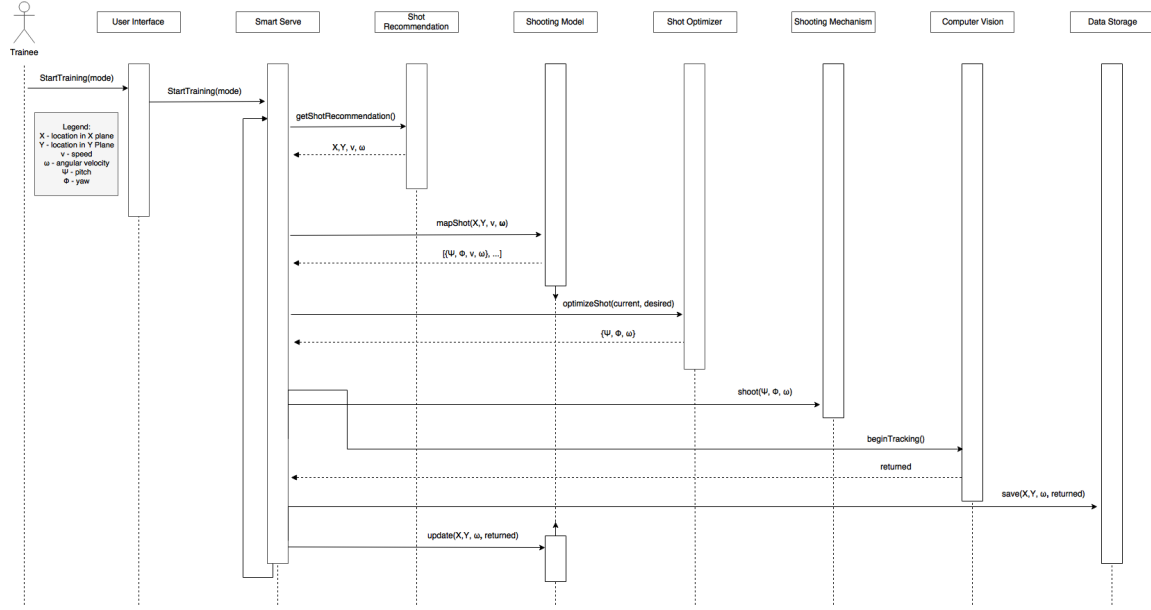 User Interface
Smart Serve
Shot
Recommendation
Shooting Model
Shot Optimizer
Shooting Mechanism
Computer Vision
Data Storage
Trainee
StartTraining(mode)
StartTraining(mode)
getShotRecommendation()
Legend:
X - location in X plane
Y - location in Y Plane
v - speed
ω - angular velocity
Ψ - pitch
Φ - yaw
X,Y, v, ω
mapShot(X,Y, v, ω)
[{Ψ, Φ, v, ω}, ...]
optimizeShot(current, desired)
{Ψ, Φ, ω}
shoot(Ψ, Φ, ω)
beginTracking()
returned
save(X,Y, ω, returned)
update(X,Y, ω, returned)